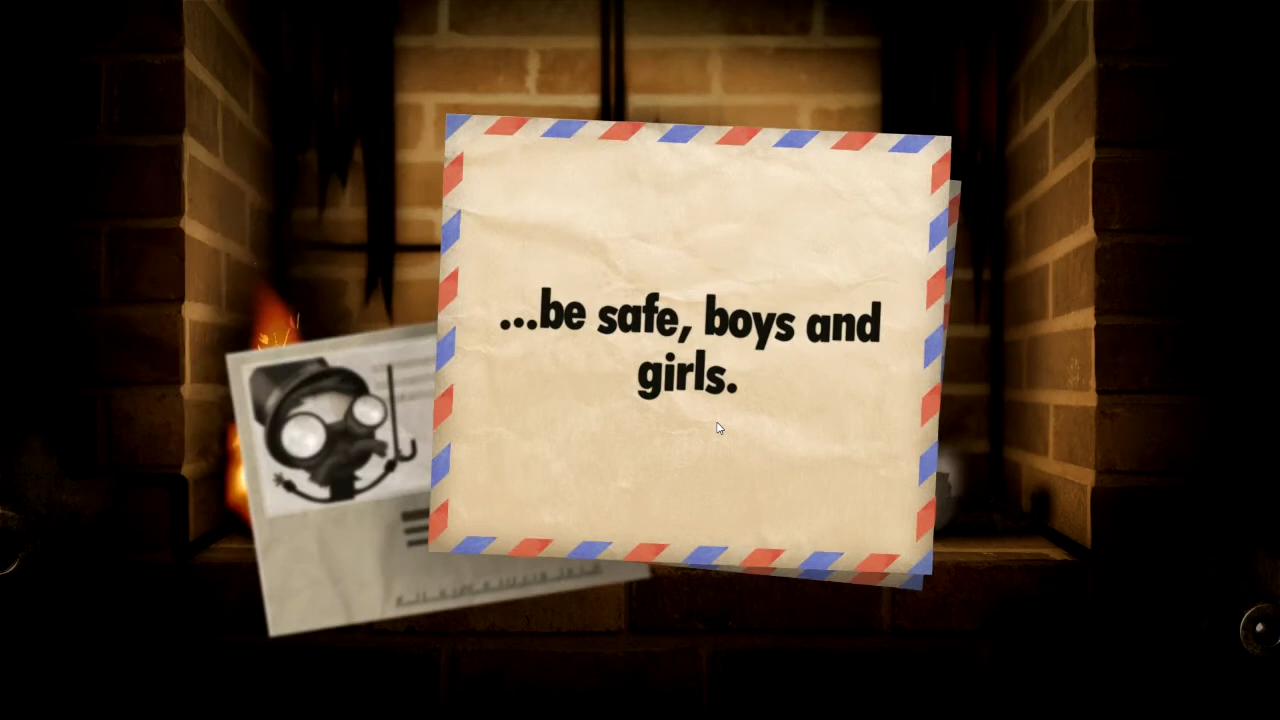 ...be safe, boys and
girls.